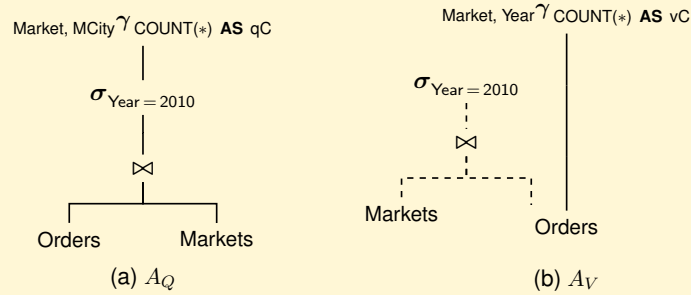 Market, MCity γ COUNT(*) AS qC
σ Year = 2010
⋈
Orders Markets
(a) A_Q
Market, Year γ COUNT(*) AS vC
σ Year = 2010
⋈
Markets
Orders
(b) A_V